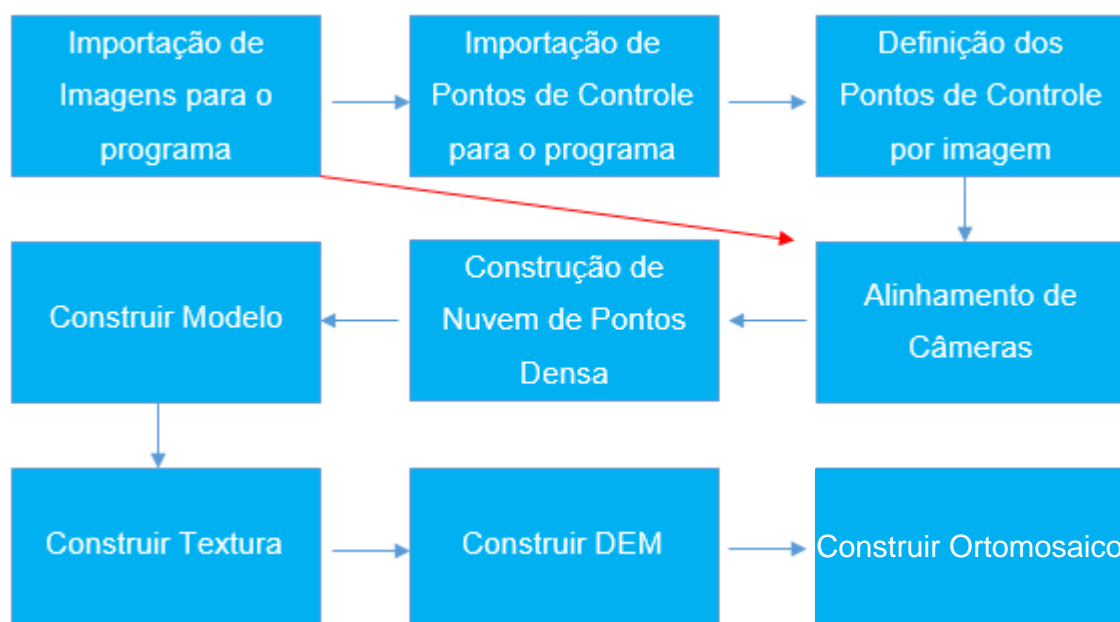 Importação de
Imagens para o
programa
Importação de
Pontos de Controle
para o programa
Definição dos
Pontos de Controle
por imagem
Alinhamento de
Câmeras
Construção de
Nuvem de Pontos
Densa
Construir Modelo
Construir Textura
Construir DEM
Construir Ortomosaico